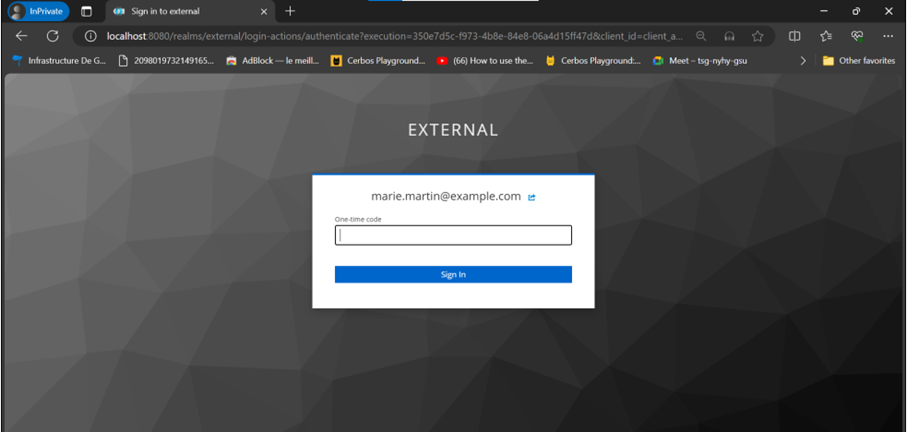 InPrivate
Sign in to external
localhost:8080/realms/external/login-actions/authenticate?execution=350e7d5c-f973-4b8e-84e8-06a4d15ff47d&client_id=client_a...
Infrastructure De G... 2098019732149165... AdBlock — le meill... Cerbos Playground... (66) How to use the... Cerbos Playground:... Meet – tsg-nyhy-gsu Other favorites
EXTERNAL
marie.martin@example.com
One-time code
Sign In